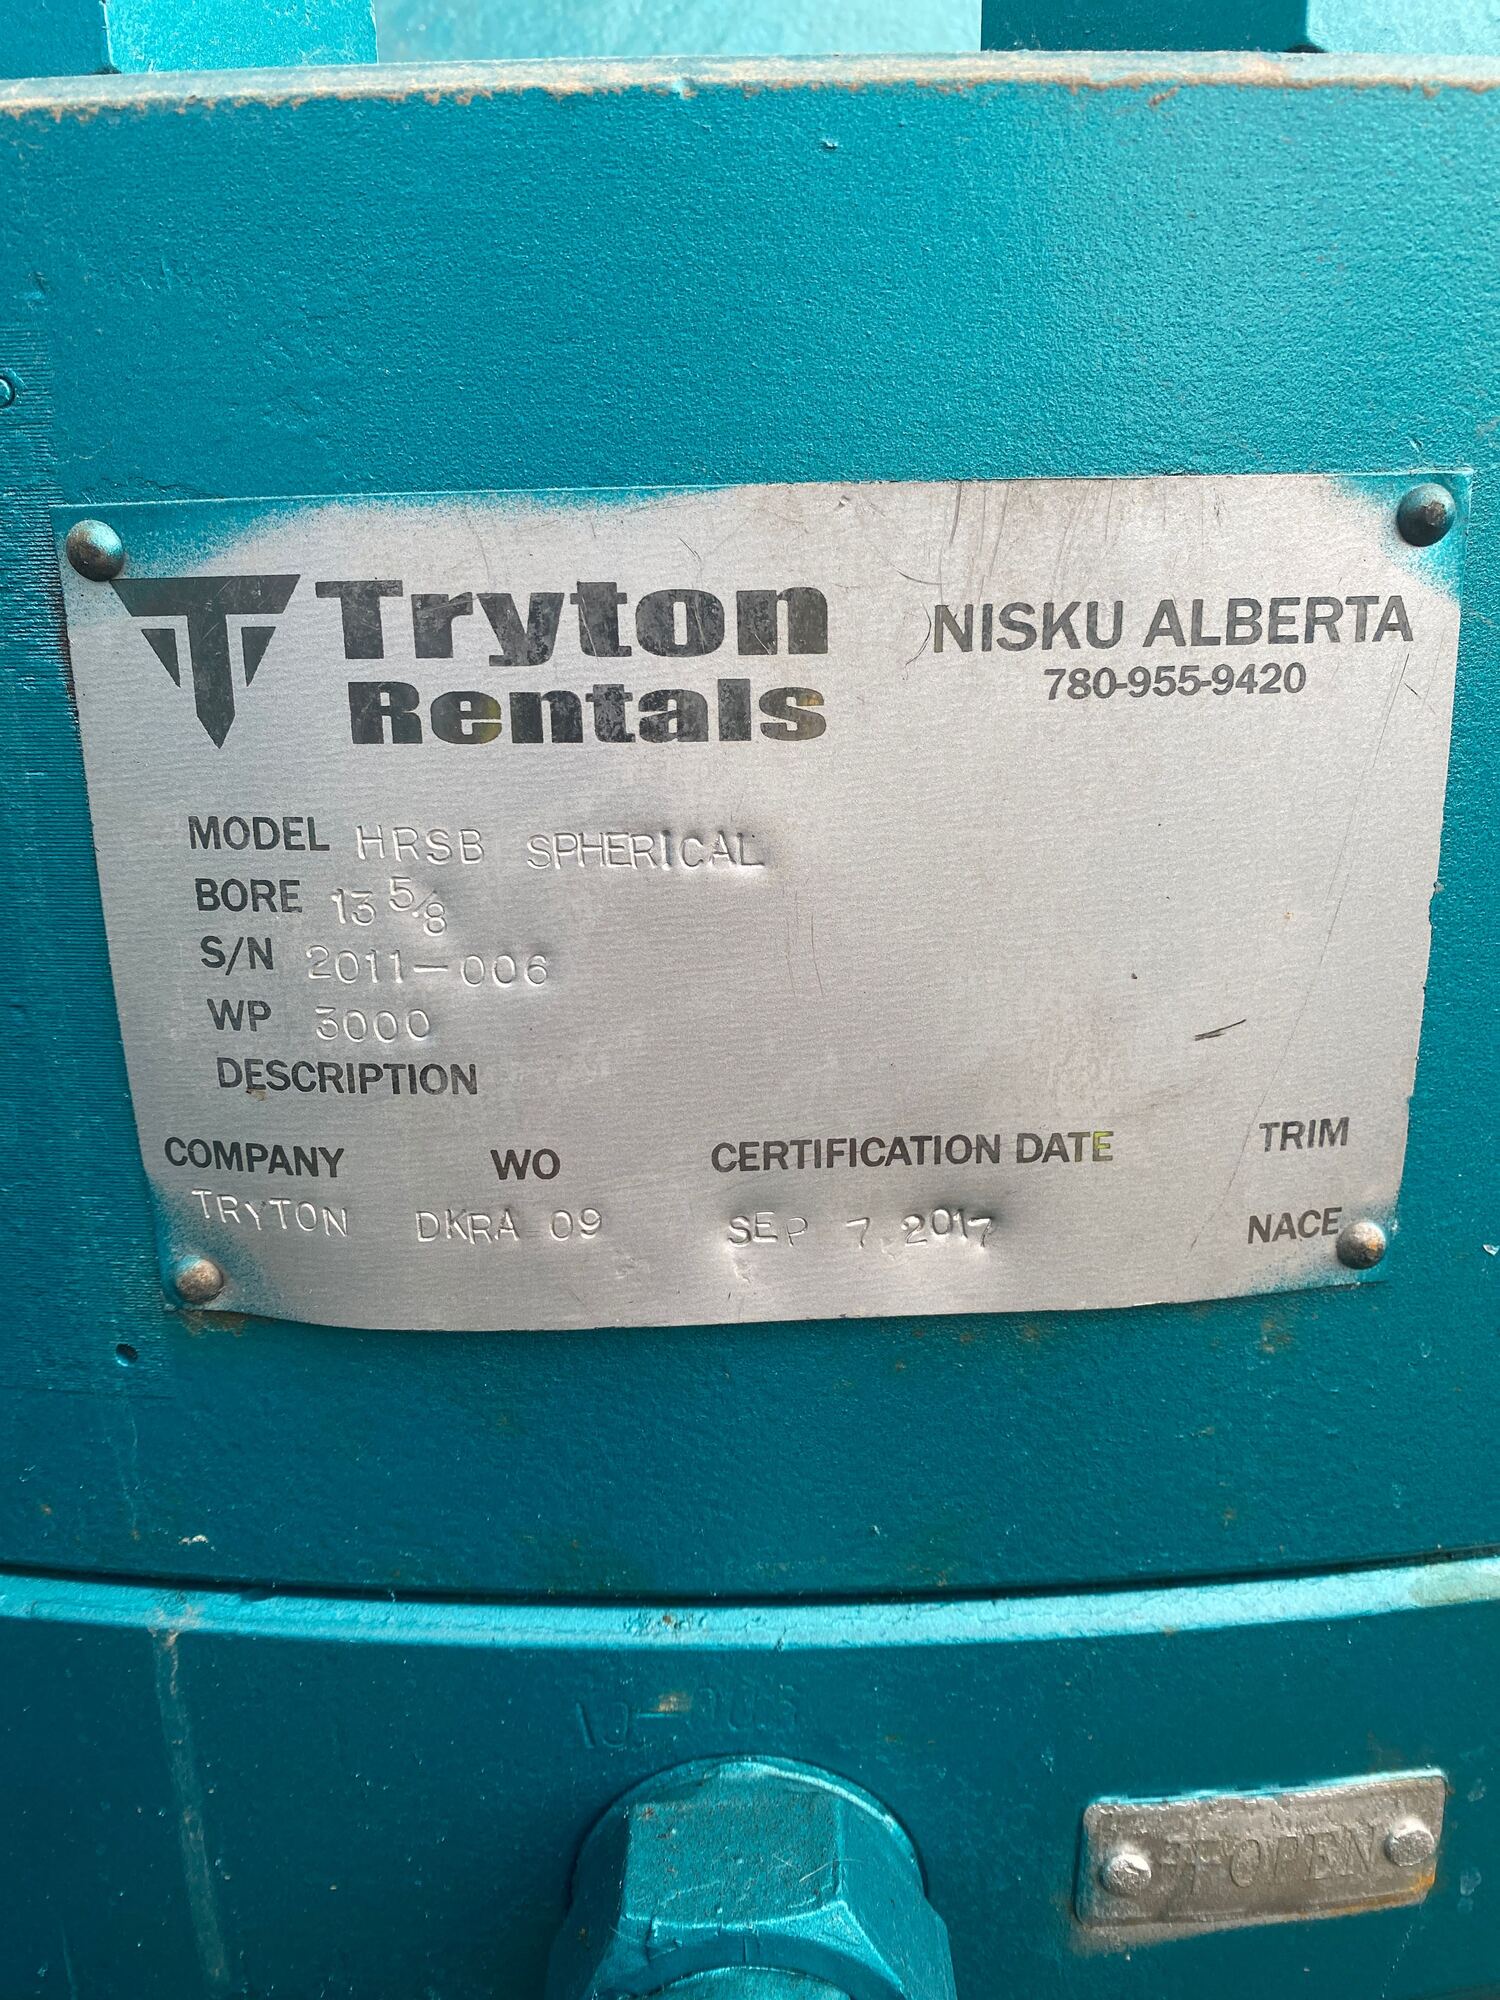 Tryton
Rentals
NISKU ALBERTA
780-955-9420
MODEL HRSB SPHERICAL
BORE 13 5/8
S/N 2011-006
WP 3000
DESCRIPTION
COMPANY WO CERTIFICATION DATE TRIM
TRYTON DKRA 09 SEP 7 2017 NACE
OPEN